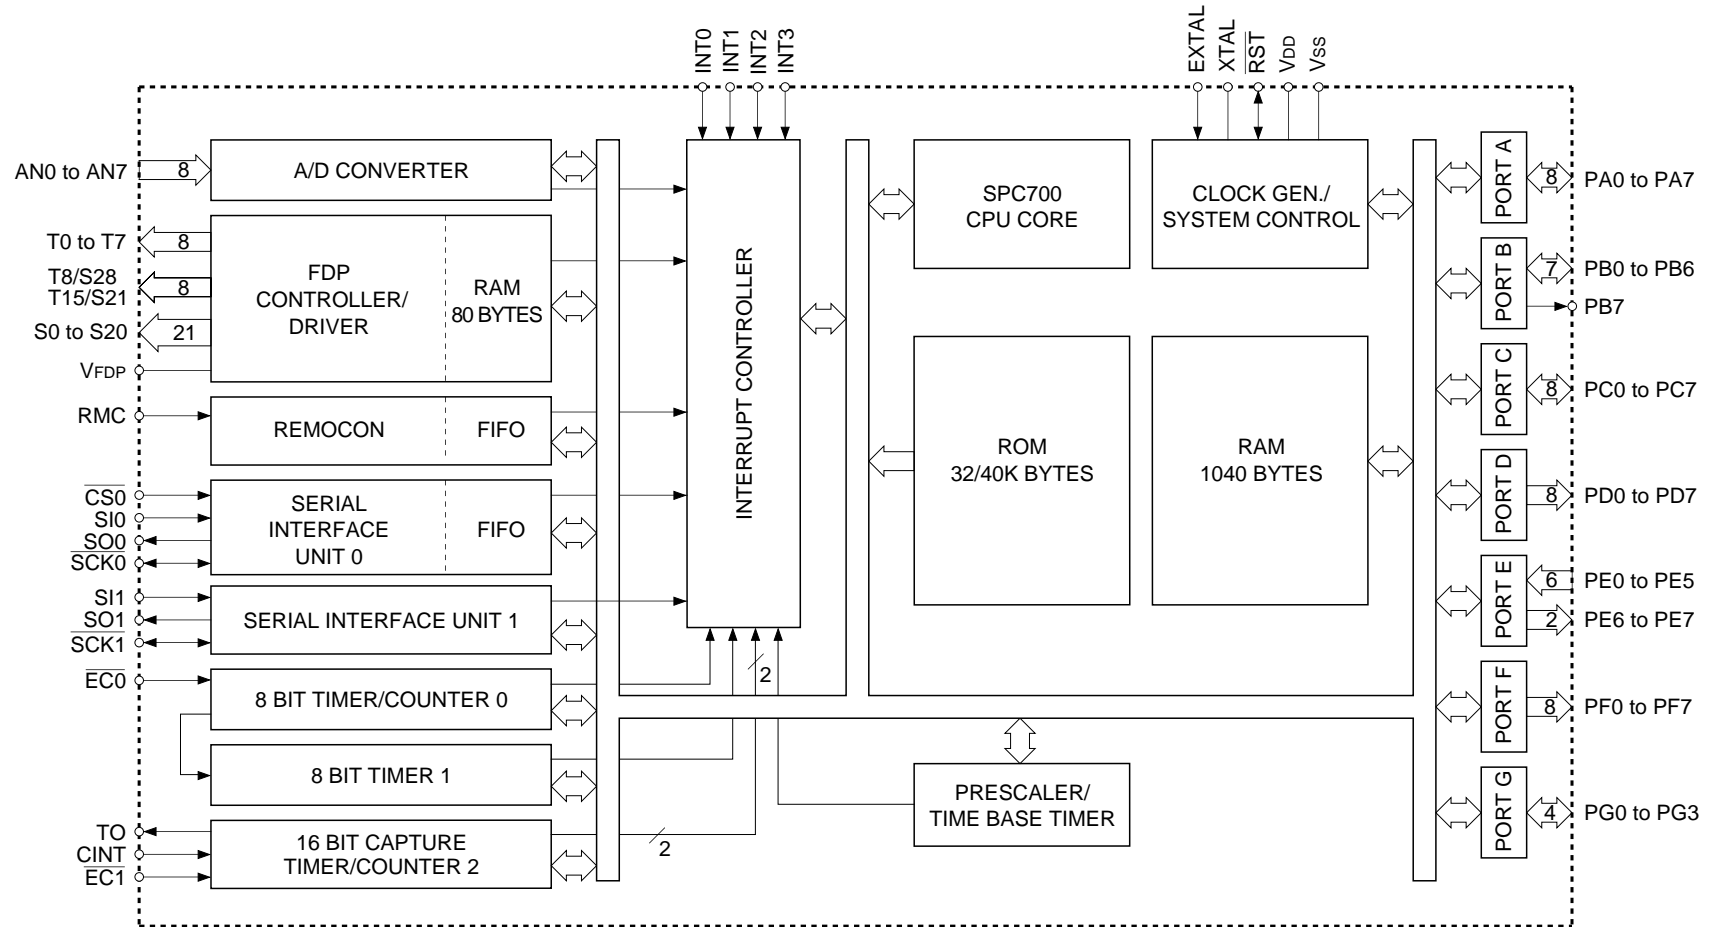 INT0
INT1
INT2
INT3
EXTAL
XTAL
RST
VDD
VSS
AN0 to AN7
8
A/D CONVERTER
T0 to T7
8
T8/S28
T15/S21
8
S0 to S20
21
VFDP
FDP
CONTROLLER/
DRIVER
RAM
80 BYTES
RMC
REMOCON
FIFO
CS0
SI0
SO0
SCK0
SERIAL
INTERFACE
UNIT 0
FIFO
SI1
SO1
SCK1
SERIAL INTERFACE UNIT 1
EC0
8 BIT TIMER/COUNTER 0
8 BIT TIMER 1
TO
CINT
EC1
16 BIT CAPTURE
TIMER/COUNTER 2
2
2
INTERRUPT CONTROLLER
SPC700
CPU CORE
CLOCK GEN./
SYSTEM CONTROL
ROM
32/40K BYTES
RAM
1040 BYTES
PRESCALER/
TIME BASE TIMER
PORT A
8
PA0 to PA7
PORT B
7
PB0 to PB6
PB7
PORT C
8
PC0 to PC7
PORT D
8
PD0 to PD7
PORT E
6
PE0 to PE5
2
PE6 to PE7
PORT F
8
PF0 to PF7
PORT G
4
PG0 to PG3